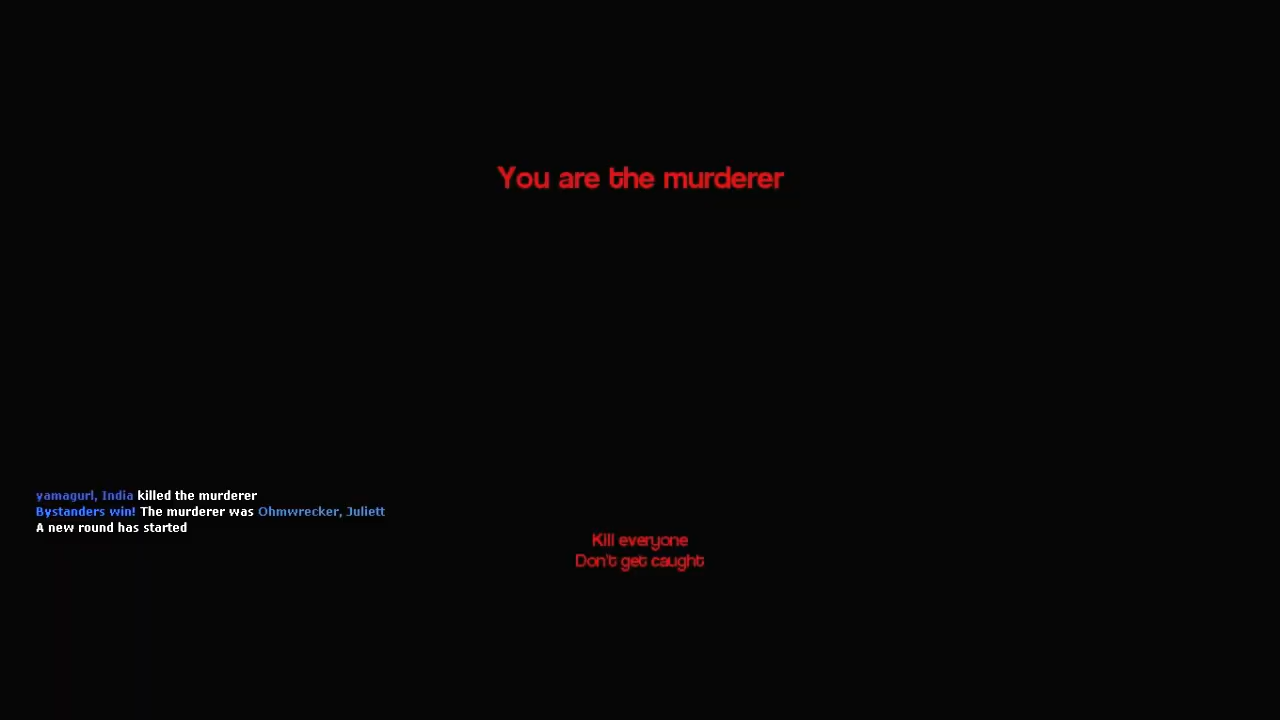 You are the murderer
yamagurl, India killed the murderer
Bystanders win! The murderer was Ohmwrecker, Juliett
A new round has started
Kill everyone
Don't get caught